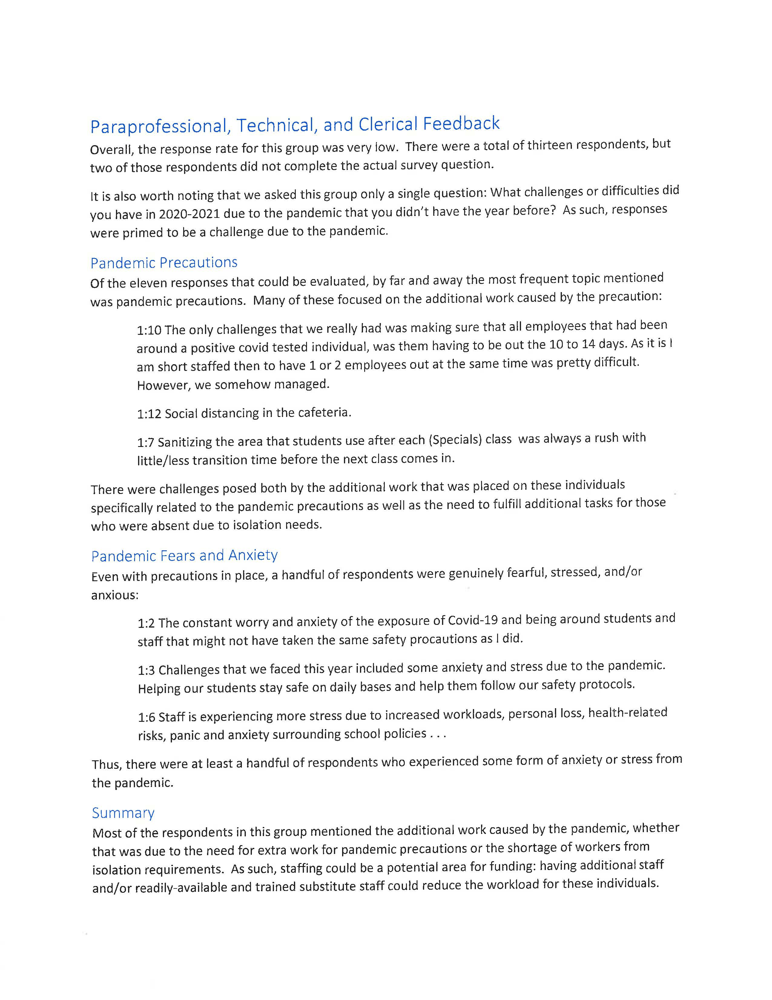 Paraprofessional, Technical, and Clerical Feedback
Overall, the response rate for this group was very low.  There were a total of thirteen respondents, but
two of those respondents did not complete the actual survey question.
It is also worth noting that we asked this group only a single question: What challenges or difficulties did
you have in 2020-2021 due to the pandemic that you didn't have the year before?  As such, responses
were primed to be a challenge due to the pandemic.
Pandemic Precautions
Of the eleven responses that could be evaluated, by far and away the most frequent topic mentioned
was pandemic precautions.  Many of these focused on the additional work caused by the precaution:
1:10 The only challenges that we really had was making sure that all employees that had been
around a positive covid tested individual, was them having to be out the 10 to 14 days. As it is I
am short staffed then to have 1 or 2 employees out at the same time was pretty difficult.
However, we somehow managed.
1:12 Social distancing in the cafeteria.
1:7 Sanitizing the area that students use after each (Specials) class  was always a rush with
little/less transition time before the next class comes in.
There were challenges posed both by the additional work that was placed on these individuals
specifically related to the pandemic precautions as well as the need to fulfill additional tasks for those
who were absent due to isolation needs.
Pandemic Fears and Anxiety
Even with precautions in place, a handful of respondents were genuinely fearful, stressed, and/or
anxious:
1:2 The constant worry and anxiety of the exposure of Covid-19 and being around students and
staff that might not have taken the same safety procautions as I did.
1:3 Challenges that we faced this year included some anxiety and stress due to the pandemic.
Helping our students stay safe on daily bases and help them follow our safety protocols.
1:6 Staff is experiencing more stress due to increased workloads, personal loss, health-related
risks, panic and anxiety surrounding school policies . . .
Thus, there were at least a handful of respondents who experienced some form of anxiety or stress from
the pandemic.
Summary
Most of the respondents in this group mentioned the additional work caused by the pandemic, whether
that was due to the need for extra work for pandemic precautions or the shortage of workers from
isolation requirements.  As such, staffing could be a potential area for funding: having additional staff
and/or readily-available and trained substitute staff could reduce the workload for these individuals.